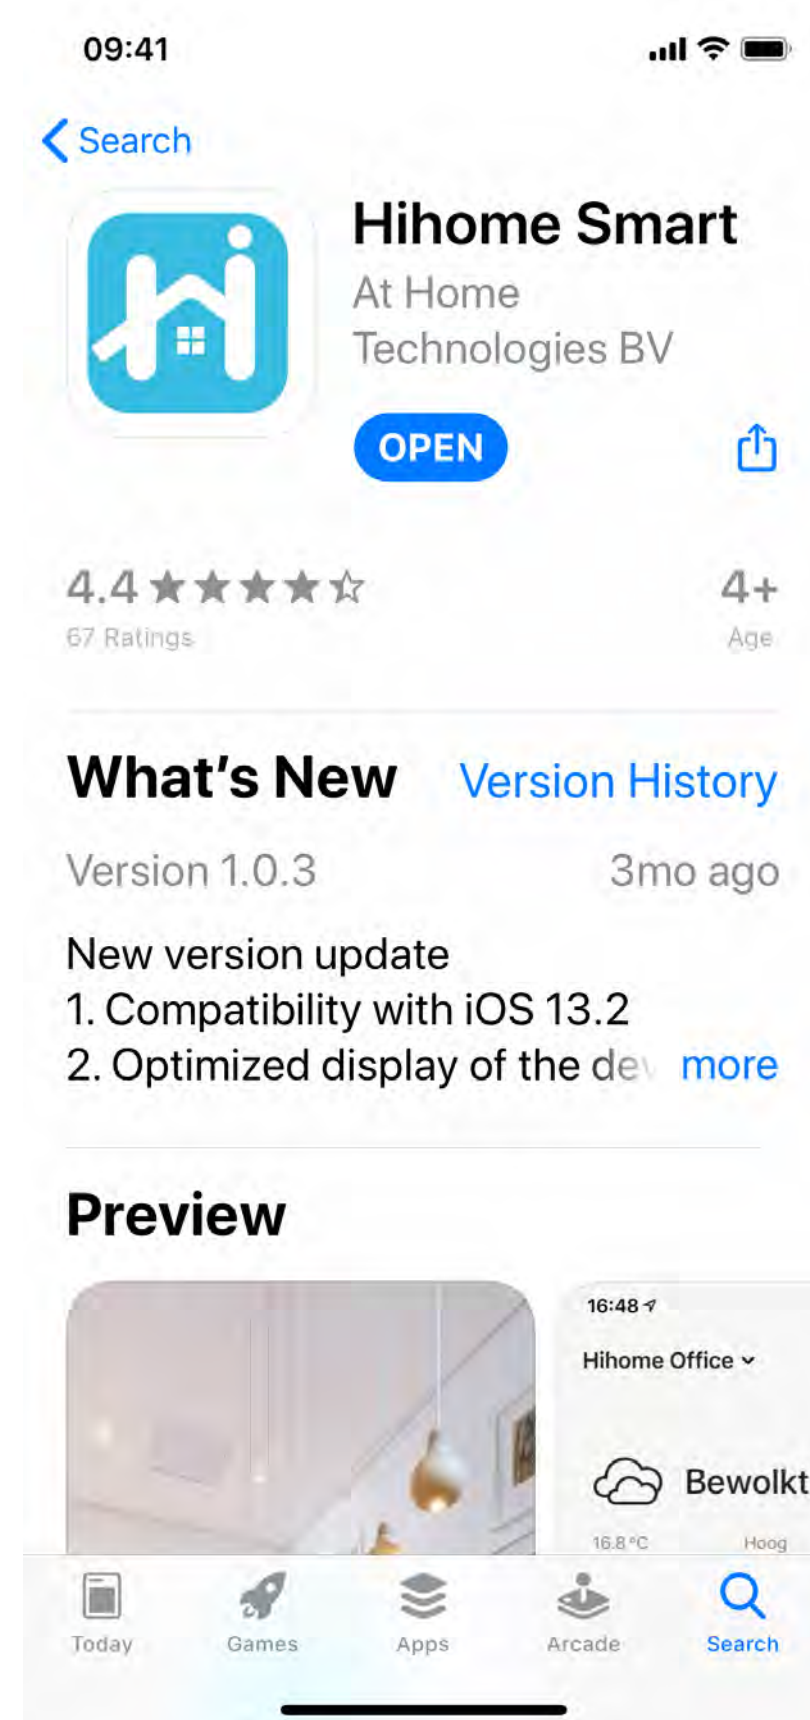 09:41
Search
Hihome Smart
At Home
Technologies BV
OPEN
4.4
4+
67 Ratings
Age
What's New Version History
Version 1.0.3 3mo ago
New version update
1. Compatibility with iOS 13.2
2. Optimized display of the more
Preview
16:48
Hihome Office
Bewolkt
16.8 °C Hoog
Today Games Apps Arcade Search